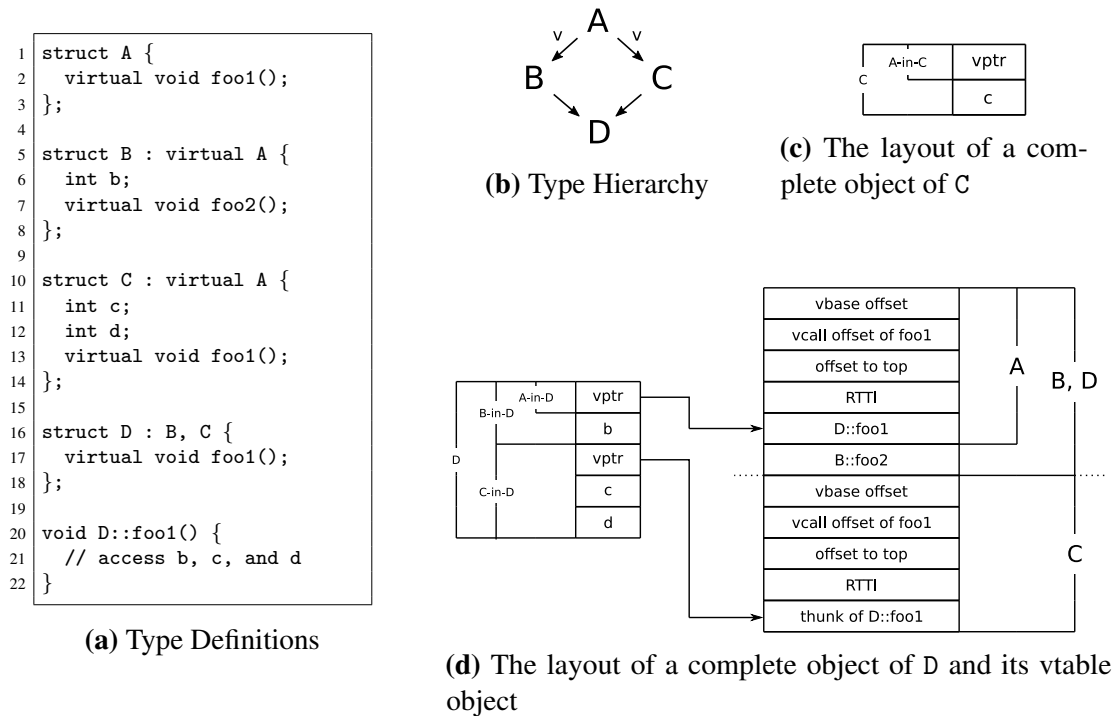 1 struct A {
2 virtual void foo1();
3 };
4
5 struct B : virtual A {
6 int b;
7 virtual void foo2();
8 };
9
10 struct C : virtual A {
11 int c;
12 int d;
13 virtual void foo1();
14 };
15
16 struct D : B, C {
17 virtual void foo1();
18 };
19
20 void D::foo1() {
21 // access b, c, and d
22 }
(a) Type Definitions
A
v v
B C
D
(b) Type Hierarchy
C
A-in-C
vptr
c
(c) The layout of a com-
plete object of C
D
B-in-D
A-in-D
C-in-D
vptr
b
vptr
c
d
vbase offset
vcall offset of foo1
offset to top
RTTI
D::foo1
B::foo2
vbase offset
vcall offset of foo1
offset to top
RTTI
thunk of D::foo1
A
B, D
C
(d) The layout of a complete object of D and its vtable
object